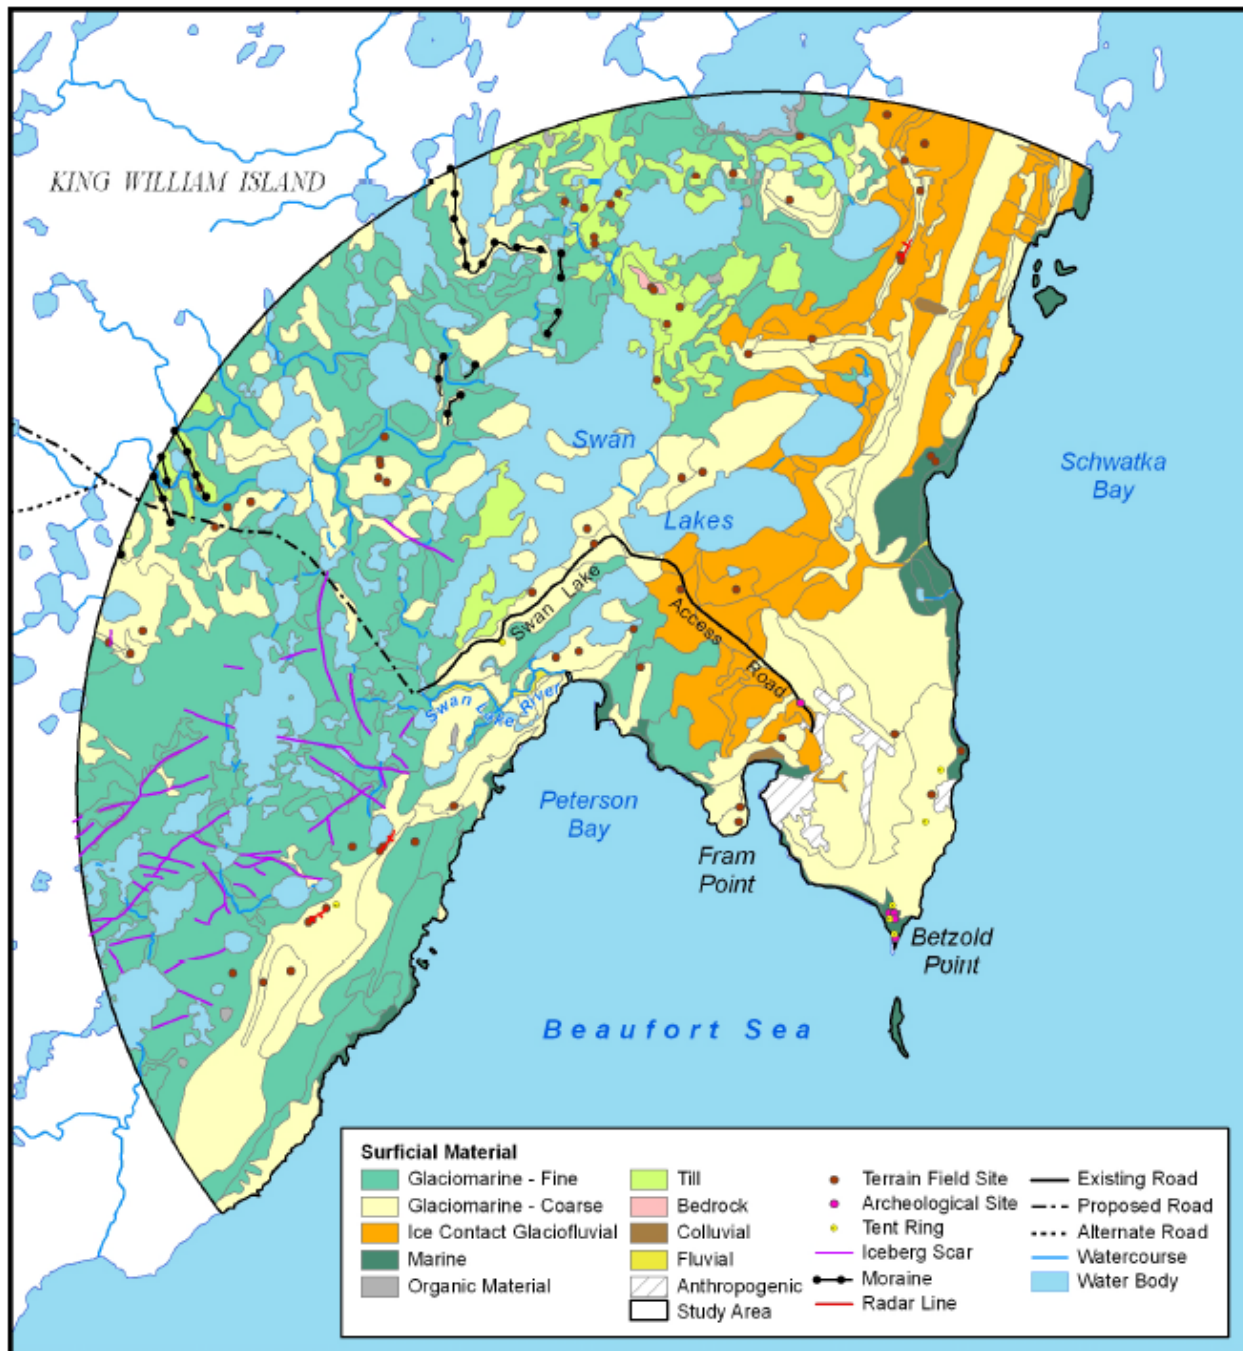 KING WILLIAM ISLAND
Swan
Lakes
Schwatka
Bay
Swan Lake
Access
Road
Swan Lake River
Peterson
Bay
Fram
Point
Betzold
Point
Beaufort Sea
Surficial Material
Glaciomarine - Fine
Glaciomarine - Coarse
Ice Contact Glaciofluvial
Marine
Organic Material
Till
Bedrock
Colluvial
Fluvial
Anthropogenic
Study Area
Terrain Field Site
Archeological Site
Tent Ring
Iceberg Scar
Moraine
Radar Line
Existing Road
Proposed Road
Alternate Road
Watercourse
Water Body